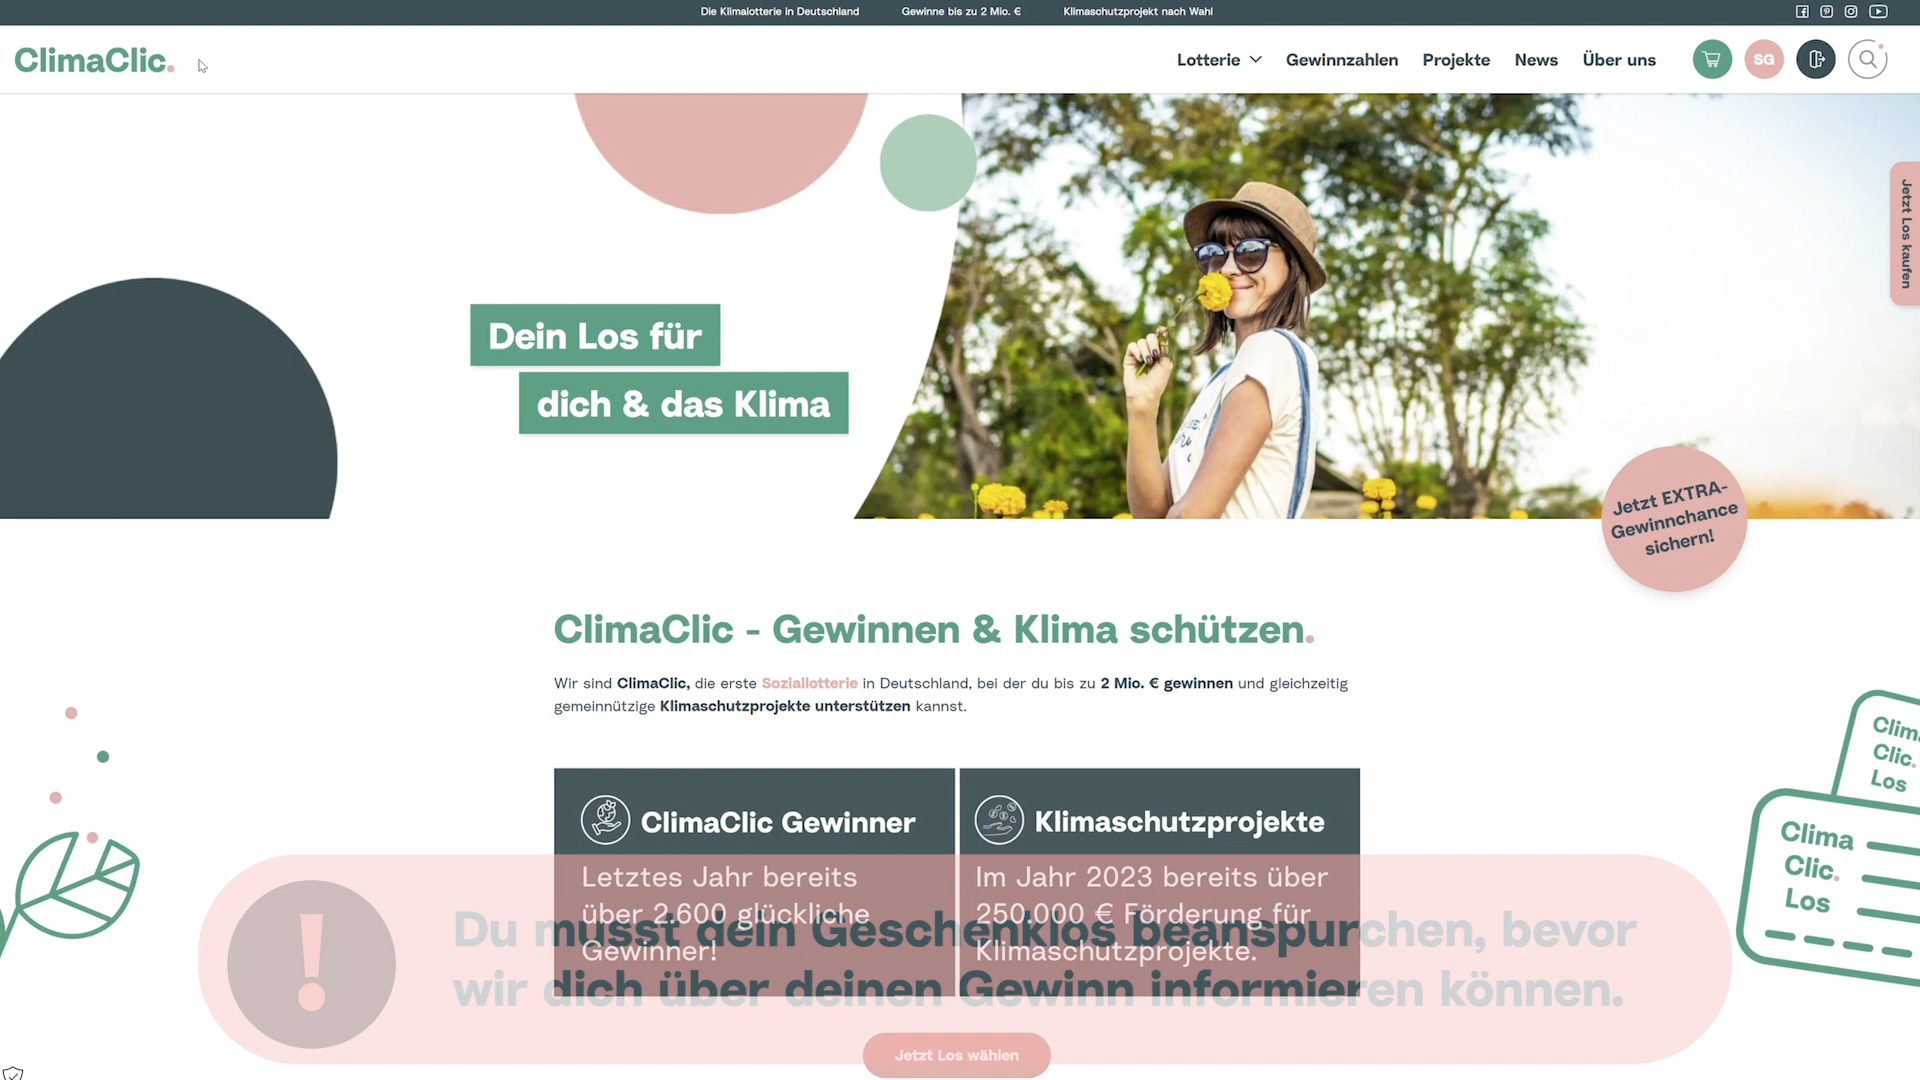 Die Klimalotterie in Deutschland
Gewinne bis zu 2 Mio. €
Klimaschutzprojekt nach Wahl
ClimaClic.
Lotterie
Gewinnzahlen
Projekte
News
Über uns
SG
Jetzt Los kaufen
Dein Los für
dich & das Klima
Jetzt EXTRA-
Gewinnchance
sichern!
ClimaClic - Gewinnen & Klima schützen.
Wir sind ClimaClic, die erste Soziallotterie in Deutschland, bei der du bis zu 2 Mio. € gewinnen und gleichzeitig
gemeinnützige Klimaschutzprojekte unterstützen kannst.
ClimaClic Gewinner
Letztes Jahr bereits
über 2.600 glückliche
Gewinner!
Klimaschutzprojekte
Im Jahr 2023 bereits über
250.000 € Förderung für
Klimaschutzprojekte.
Clima
Clic.
Los
Clima
Clic.
Los
Du musst dein Geschenklos beanspurchen, bevor
wir dich über deinen Gewinn informieren können.
Jetzt Los wählen